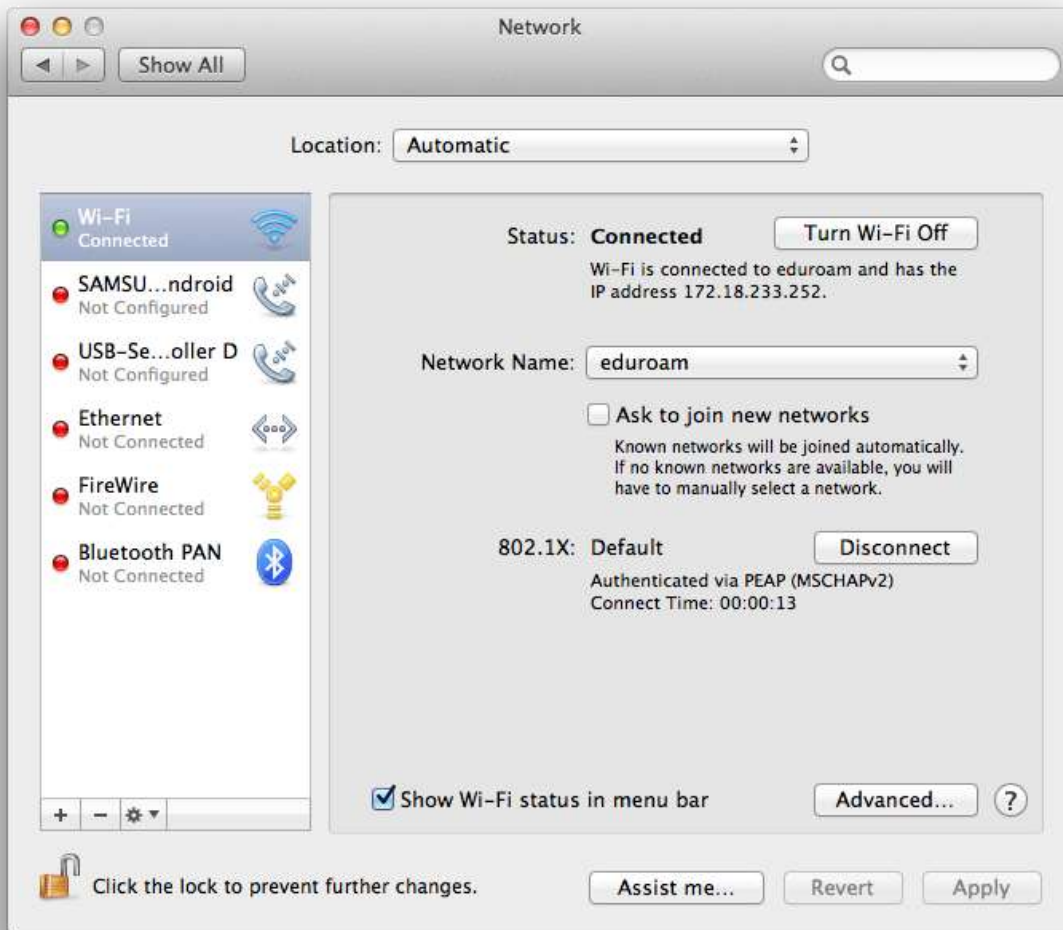 Network
Show All
Location: Automatic
Wi-Fi
Connected
SAMSU...ndroid
Not Configured
USB-Se...oller D
Not Configured
Ethernet
Not Connected
FireWire
Not Connected
Bluetooth PAN
Not Connected
Status: Connected Turn Wi-Fi Off
Wi-Fi is connected to eduroam and has the
IP address 172.18.233.252.
Network Name: eduroam
Ask to join new networks
Known networks will be joined automatically.
If no known networks are available, you will
have to manually select a network.
802.1X: Default Disconnect
Authenticated via PEAP (MSCHAPv2)
Connect Time: 00:00:13
Show Wi-Fi status in menu bar Advanced... ?
Click the lock to prevent further changes. Assist me... Revert Apply